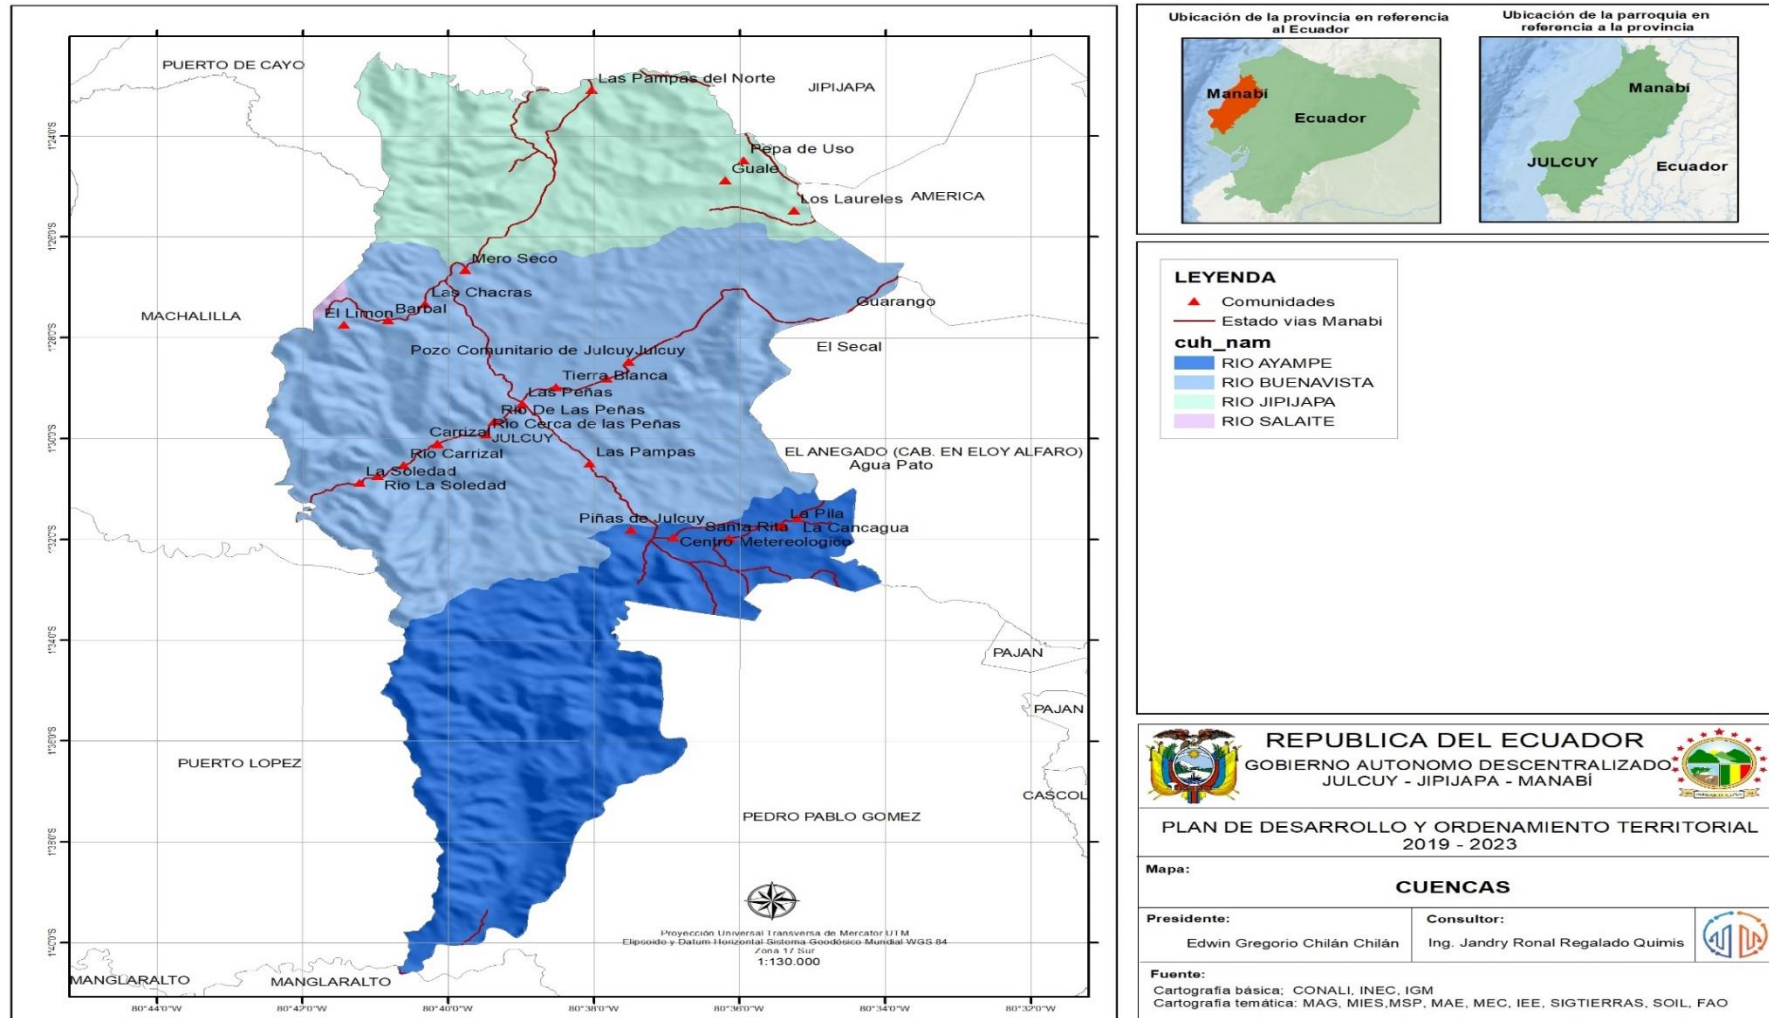 PUERTO DE CAYO
Las Pampas del Norte
JIPIJAPA
Pepa de Uso
Guale
Los Laureles
AMERICA
Mero Seco
Las Chacras
Barbal
El Limon
MACHALILLA
Guarango
El Secal
Pozo Comunitario de Julcuy
Julcuy
Tierra Blanca
Las Peñas
Rio De Las Peñas
Rio Cerca de las Peñas
Carrizal
JULCUY
Rio Carrizal
Las Pampas
EL ANEGADO (CAB. EN ELOY ALFARO)
Agua Pato
La Soledad
Rio La Soledad
Piñas de Julcuy
La Pila
Santa Rita
La Cancagua
Centro Metereologico
PAJAN
PAJAN
PUERTO LOPEZ
CASCOL
PEDRO PABLO GOMEZ
MANGLARALTO
MANGLARALTO
Proyección Universal Transversa de Mercator UTM
Elipsoido y Datum Horizontal Sistema Geodésico Mundial WGS 84
Zona 17 Sur
1:130.000
1°24'0"S
1°26'0"S
1°28'0"S
1°30'0"S
1°32'0"S
1°34'0"S
1°36'0"S
1°38'0"S
1°40'0"S
80°44'0"W
80°42'0"W
80°40'0"W
80°38'0"W
80°36'0"W
80°34'0"W
80°32'0"W
Ubicación de la provincia en referencia
al Ecuador
Manabí
Ecuador
Ubicación de la parroquia en
referencia a la provincia
Manabí
JULCUY
Ecuador
LEYENDA
Comunidades
Estado vias Manabi
cuh_nam
RIO AYAMPE
RIO BUENAVISTA
RIO JIPIJAPA
RIO SALAITE
REPUBLICA DEL ECUADOR
GOBIERNO AUTONOMO DESCENTRALIZADO
JULCUY - JIPIJAPA - MANABÍ
PLAN DE DESARROLLO Y ORDENAMIENTO TERRITORIAL
2019 - 2023
Mapa:
CUENCAS
Presidente:
Edwin Gregorio Chilán Chilán
Consultor:
Ing. Jandry Ronal Regalado Quimis
Fuente:
Cartografía básica; CONALI, INEC, IGM
Cartografía temática: MAG, MIES,MSP, MAE, MEC, IEE, SIGTIERRAS, SOIL, FAO